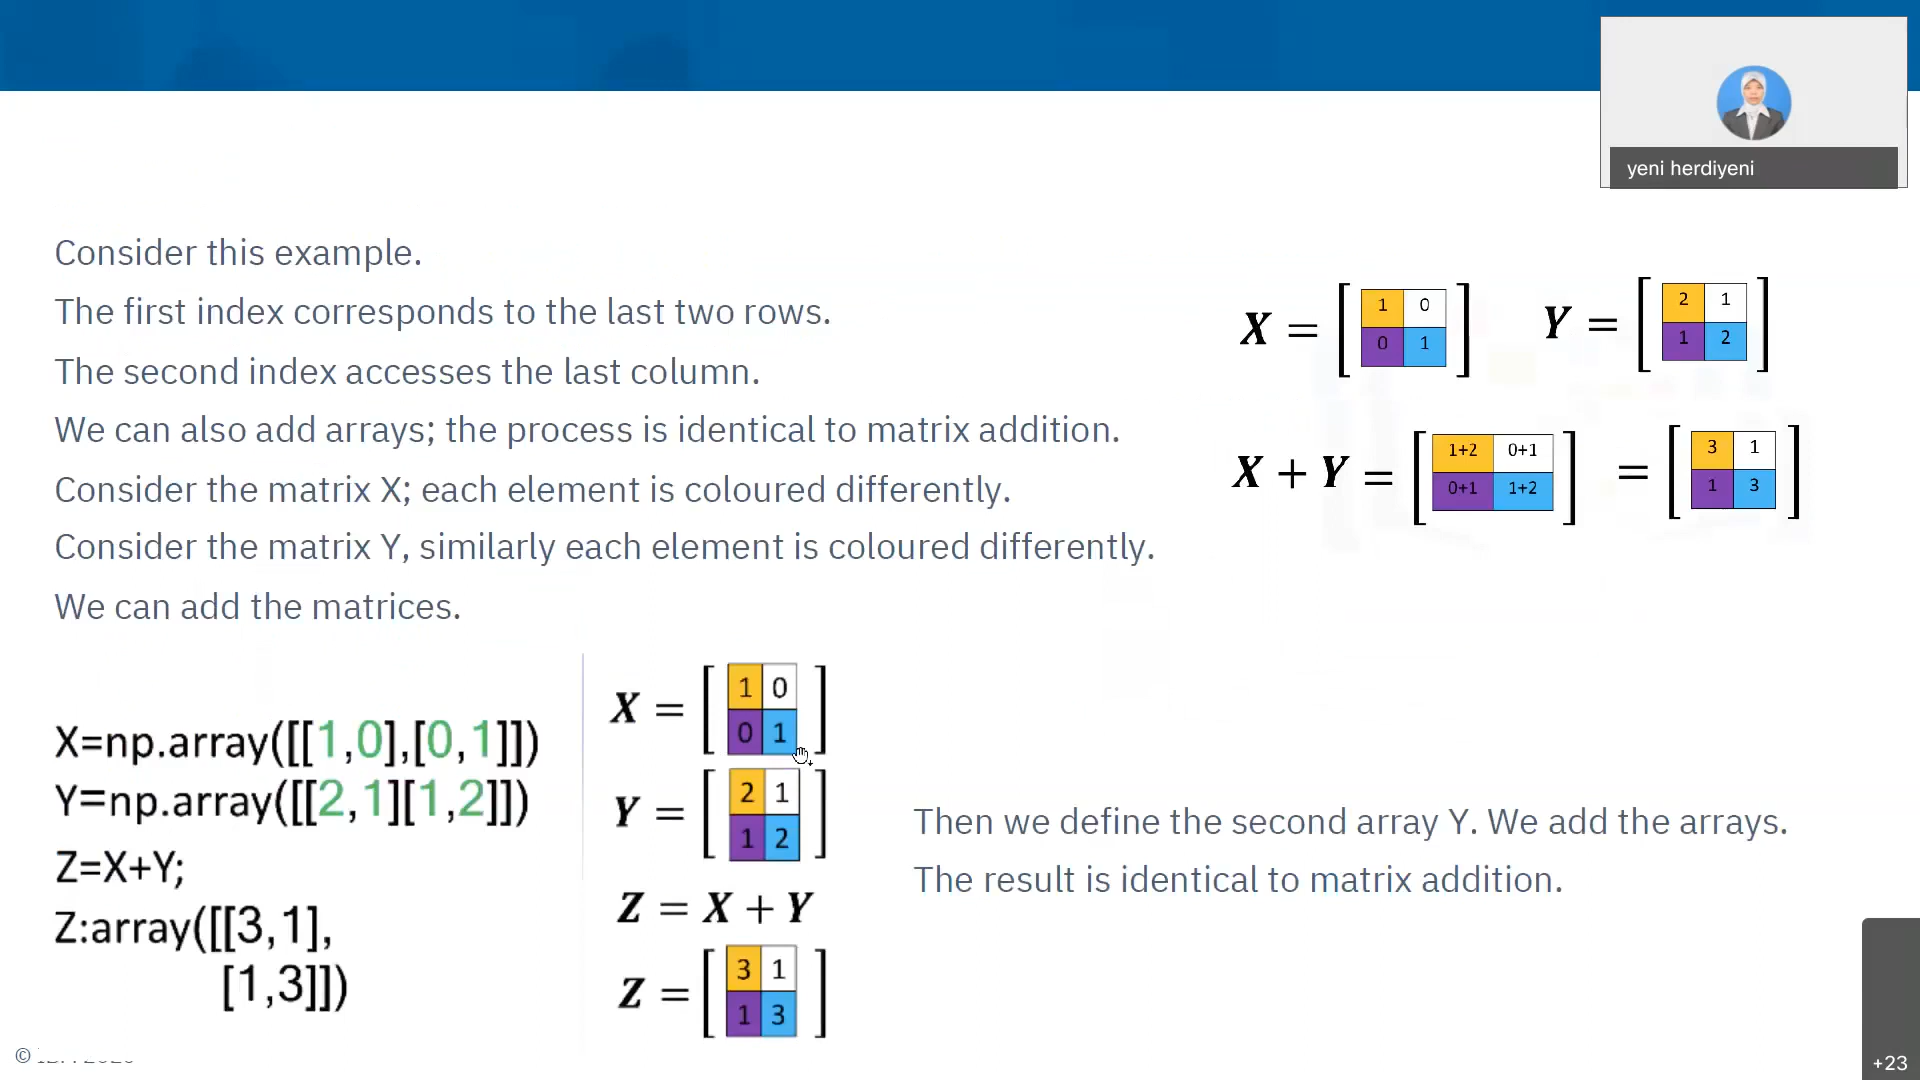 yeni herdiyeni
Consider this example.
The first index corresponds to the last two rows.
The second index accesses the last column.
We can also add arrays; the process is identical to matrix addition.
Consider the matrix X; each element is coloured differently.
Consider the matrix Y, similarly each element is coloured differently.
We can add the matrices.
X = [ 1 0
0 1 ]
Y = [ 2 1
1 2 ]
X + Y = [ 1+2 0+1
0+1 1+2 ]
= [ 3 1
1 3 ]
X=np.array([[1,0],[0,1]])
Y=np.array([[2,1][1,2]])
Z=X+Y;
Z:array([[3,1],
[1,3]])
X = [ 1 0
0 1 ]
Y = [ 2 1
1 2 ]
Z = X + Y
Z = [ 3 1
1 3 ]
Then we define the second array Y. We add the arrays.
The result is identical to matrix addition.
©
+23